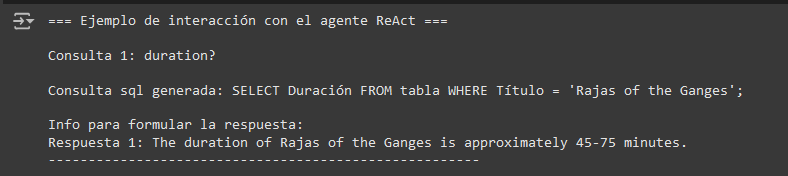 === Ejemplo de interacción con el agente ReAct ===
Consulta 1: duration?
Consulta sql generada: SELECT Duración FROM tabla WHERE Título = 'Rajas of the Ganges';
Info para formular la respuesta:
Respuesta 1: The duration of Rajas of the Ganges is approximately 45-75 minutes.
-------------------------------------------------------